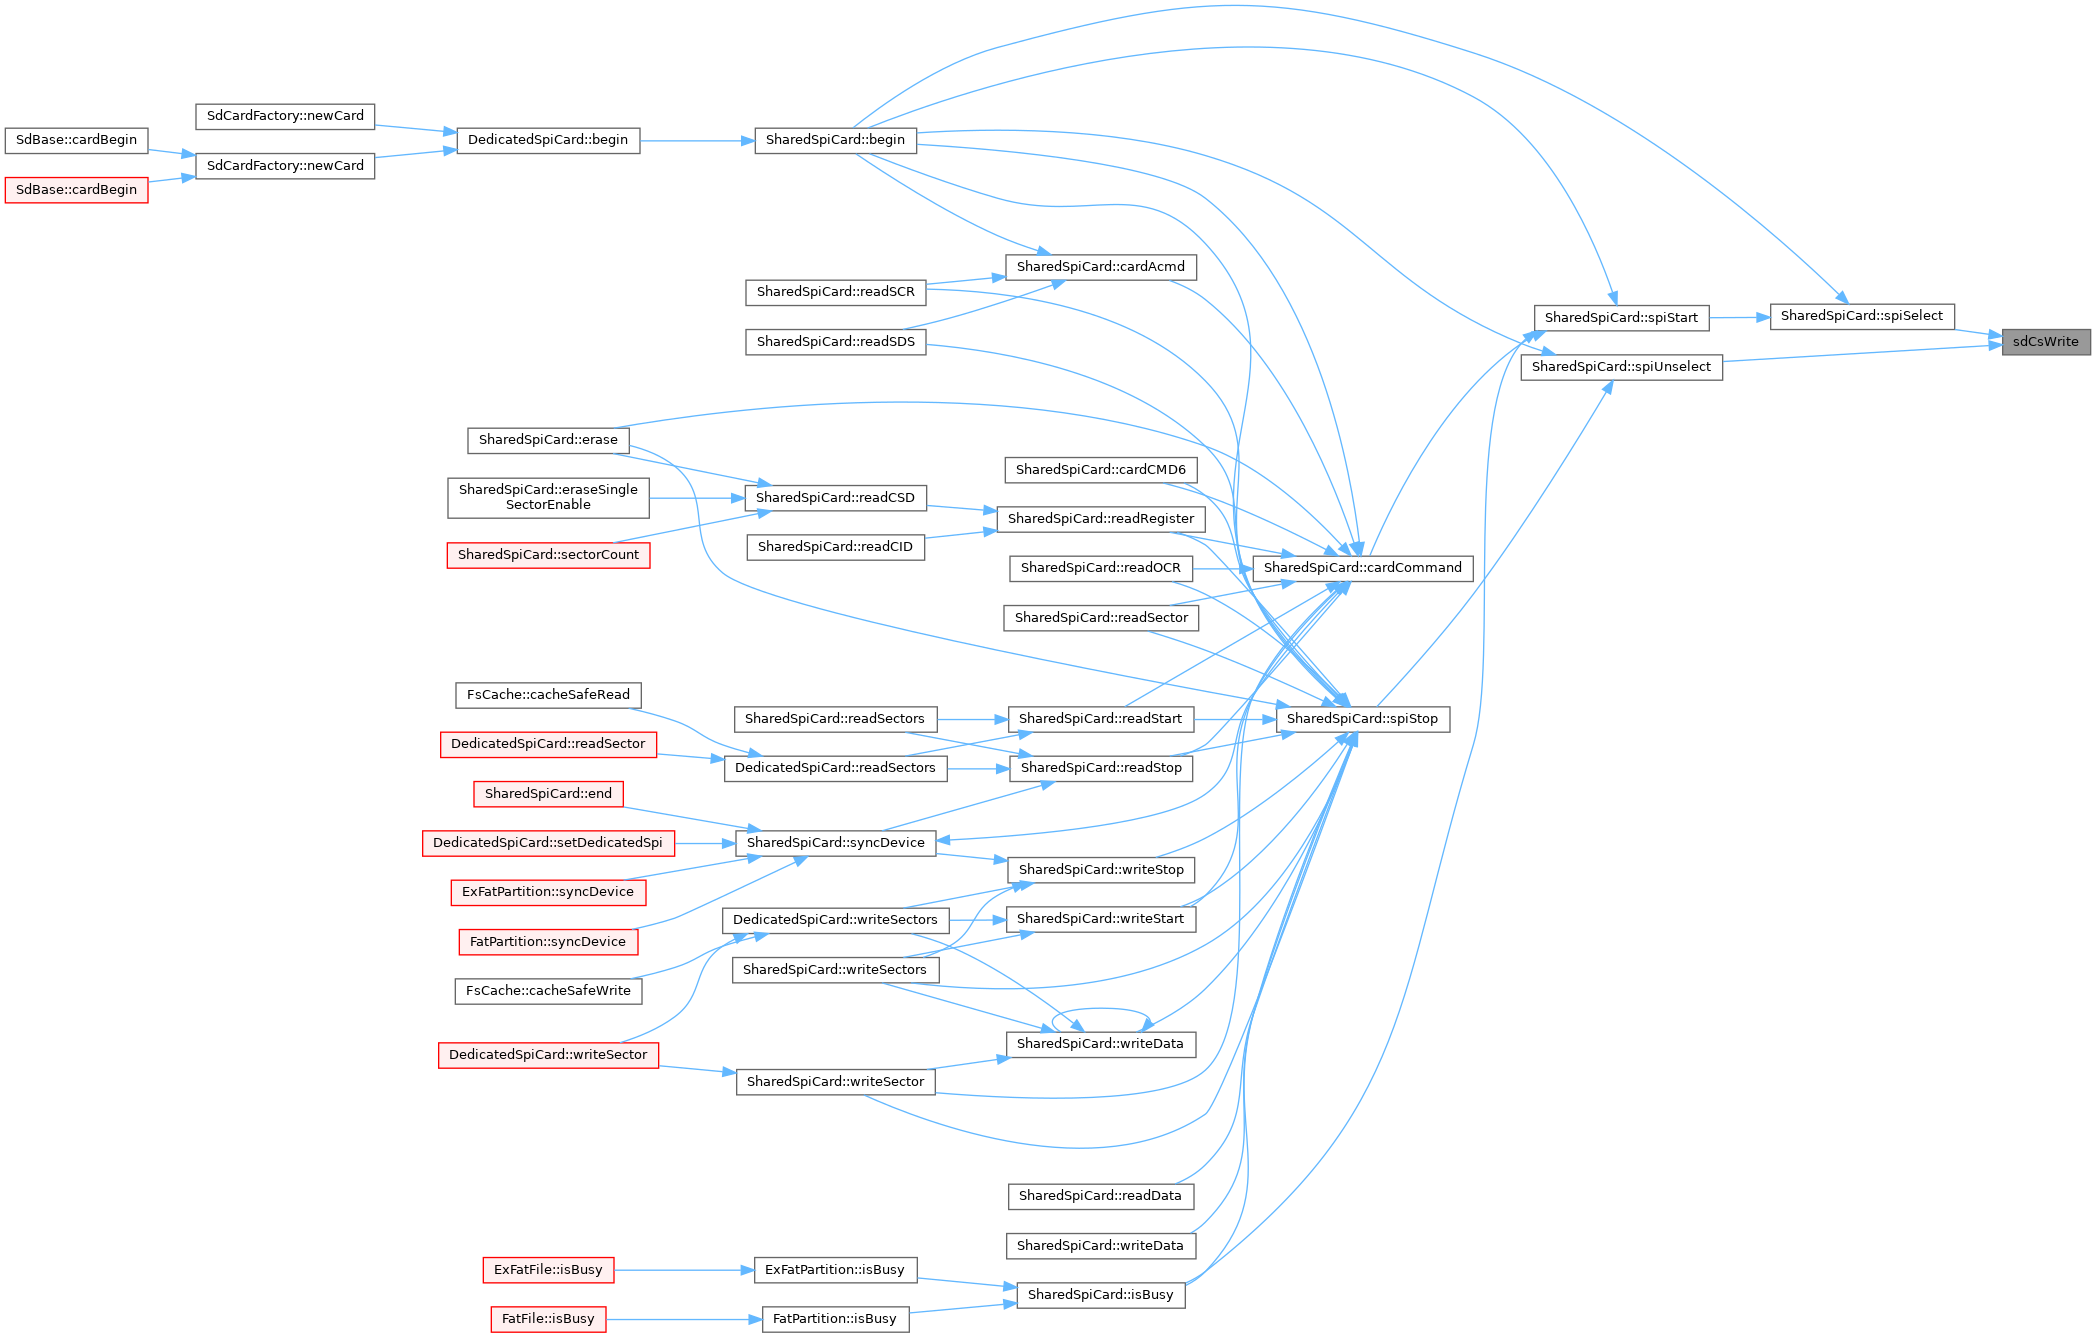 SdCardFactory::newCard
SdBase::cardBegin
DedicatedSpiCard::begin
SharedSpiCard::begin
SdCardFactory::newCard
SdBase::cardBegin
SharedSpiCard::cardAcmd
SharedSpiCard::readSCR
SharedSpiCard::spiStart
SharedSpiCard::spiSelect
sdCsWrite
SharedSpiCard::readSDS
SharedSpiCard::spiUnselect
SharedSpiCard::erase
SharedSpiCard::cardCMD6
SharedSpiCard::eraseSingle
SectorEnable
SharedSpiCard::readCSD
SharedSpiCard::readRegister
SharedSpiCard::sectorCount
SharedSpiCard::readCID
SharedSpiCard::readOCR
SharedSpiCard::cardCommand
SharedSpiCard::readSector
FsCache::cacheSafeRead
SharedSpiCard::readSectors
SharedSpiCard::readStart
SharedSpiCard::spiStop
DedicatedSpiCard::readSector
DedicatedSpiCard::readSectors
SharedSpiCard::readStop
SharedSpiCard::end
DedicatedSpiCard::setDedicatedSpi
SharedSpiCard::syncDevice
SharedSpiCard::writeStop
ExFatPartition::syncDevice
DedicatedSpiCard::writeSectors
SharedSpiCard::writeStart
FatPartition::syncDevice
SharedSpiCard::writeSectors
FsCache::cacheSafeWrite
SharedSpiCard::writeData
DedicatedSpiCard::writeSector
SharedSpiCard::writeSector
SharedSpiCard::readData
SharedSpiCard::writeData
ExFatFile::isBusy
ExFatPartition::isBusy
SharedSpiCard::isBusy
FatFile::isBusy
FatPartition::isBusy